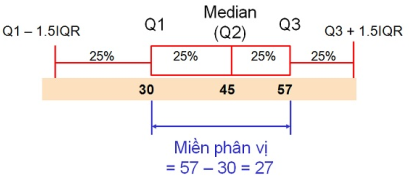 Median
Q1 – 1.5IQR
Q1
(Q2)
Q3
Q3 + 1.5IQR
25%
25%
25%
25%
30
45
57
Miền phân vị
= 57 – 30 = 27